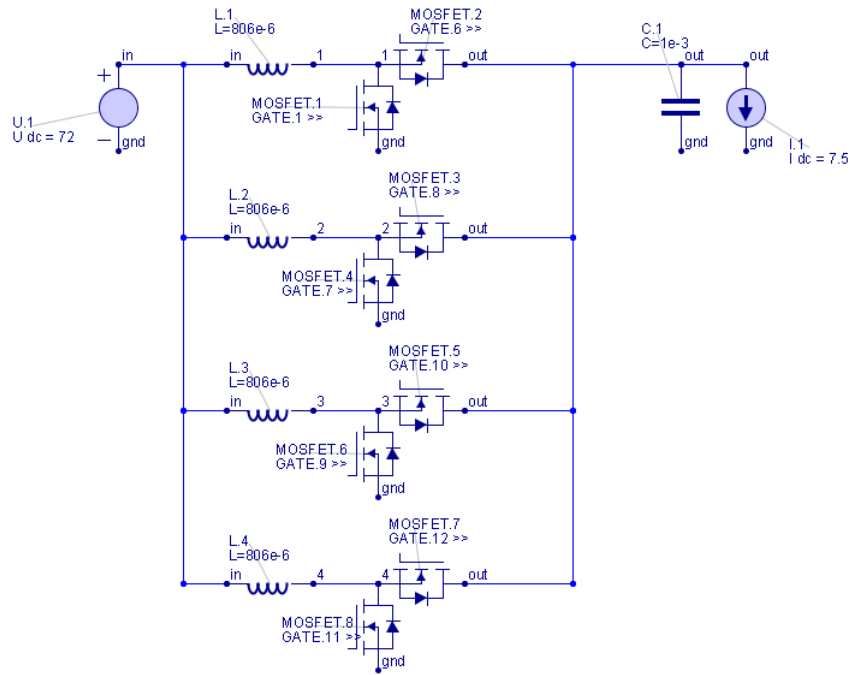 L.1
L=806e-6
MOSFET.2
GATE.6 >>
C.1
C=1e-3
in
in
1
1
out
out
out
+
MOSFET.1
GATE.1 >>
U.1
U dc = 72
–
gnd
gnd
gnd
gnd
I.1
I dc = 7.5
MOSFET.3
GATE.8 >>
L.2
L=806e-6
in
2
2
out
MOSFET.4
GATE.7 >>
gnd
MOSFET.5
GATE.10 >>
L.3
L=806e-6
in
3
3
out
MOSFET.6
GATE.9 >>
gnd
MOSFET.7
GATE.12 >>
L.4
L=806e-6
in
4
4
out
MOSFET.8
GATE.11 >>
gnd